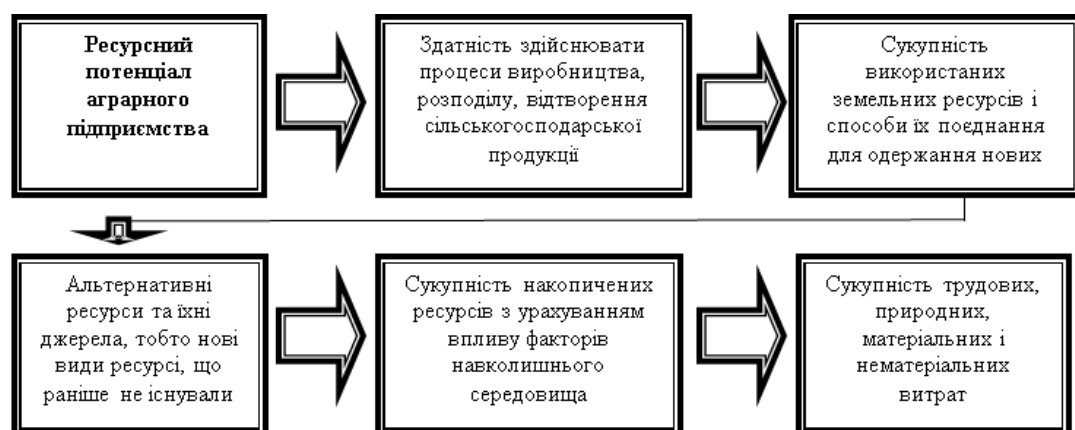 Ресурсний
потенціал
аграрного
підприємства
Здатність здійснювати
процеси виробництва,
розподілу, відтворення
сільськогосподарської
продукції
Сукупність
використаних
земельних ресурсів і
способи їх поєднання
для одержання нових
Альтернативні
ресурси та їхні
джерела, тобто нові
види ресурсі, що
раніше не існували
Сукупність накопичених
ресурсів з урахуванням
впливу факторів
навколишнього
середовища
Сукупність трудових,
природних,
матеріальних і
нематеріальних
витрат